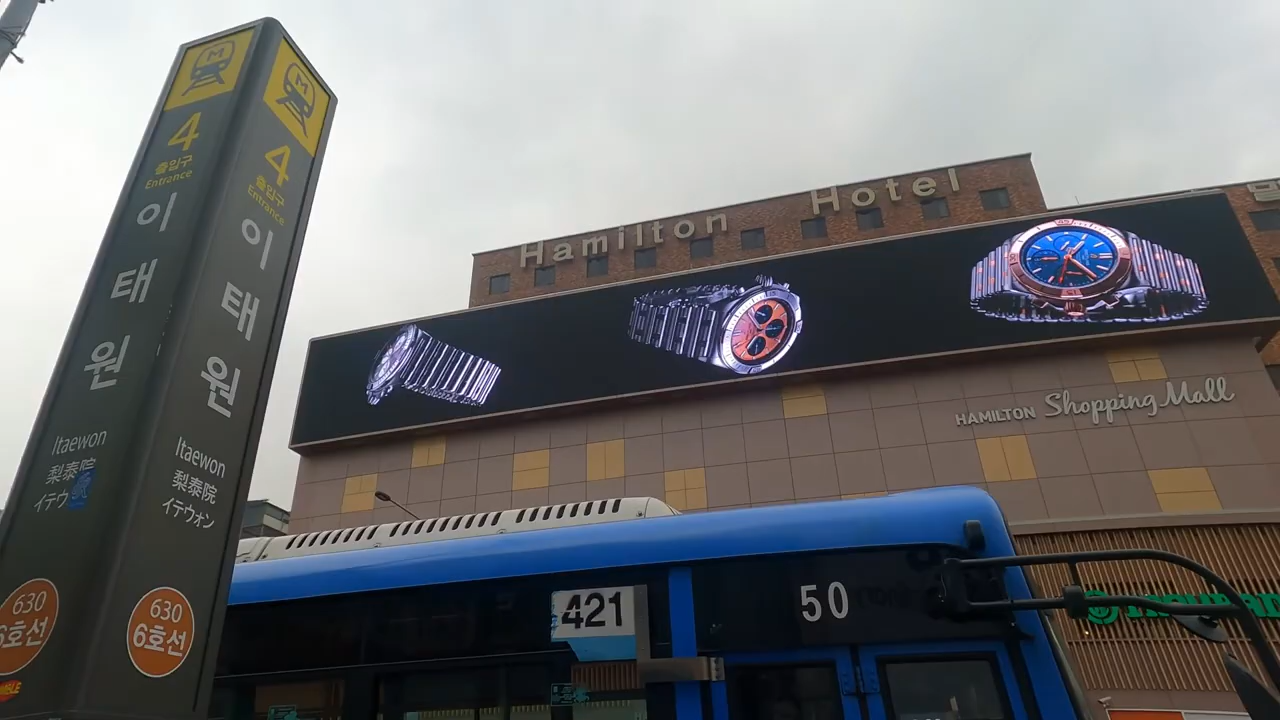 M
4
출입구
Entrance
이
태
원
Itaewon
梨泰院
イテウ
630
6호선
M
4
출입구
Entrance
이
태
원
Itaewon
梨泰院
イテウォン
630
6호선
Hamilton Hotel
HAMILTON Shopping Mall
421
50